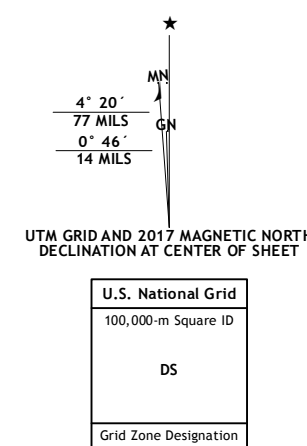 ★
MN
4° 20´
77 MILS
GN
0° 46´
14 MILS
UTM GRID AND 2017 MAGNETIC NORTH
DECLINATION AT CENTER OF SHEET
U.S. National Grid
100,000-m Square ID
DS
Grid Zone Designation